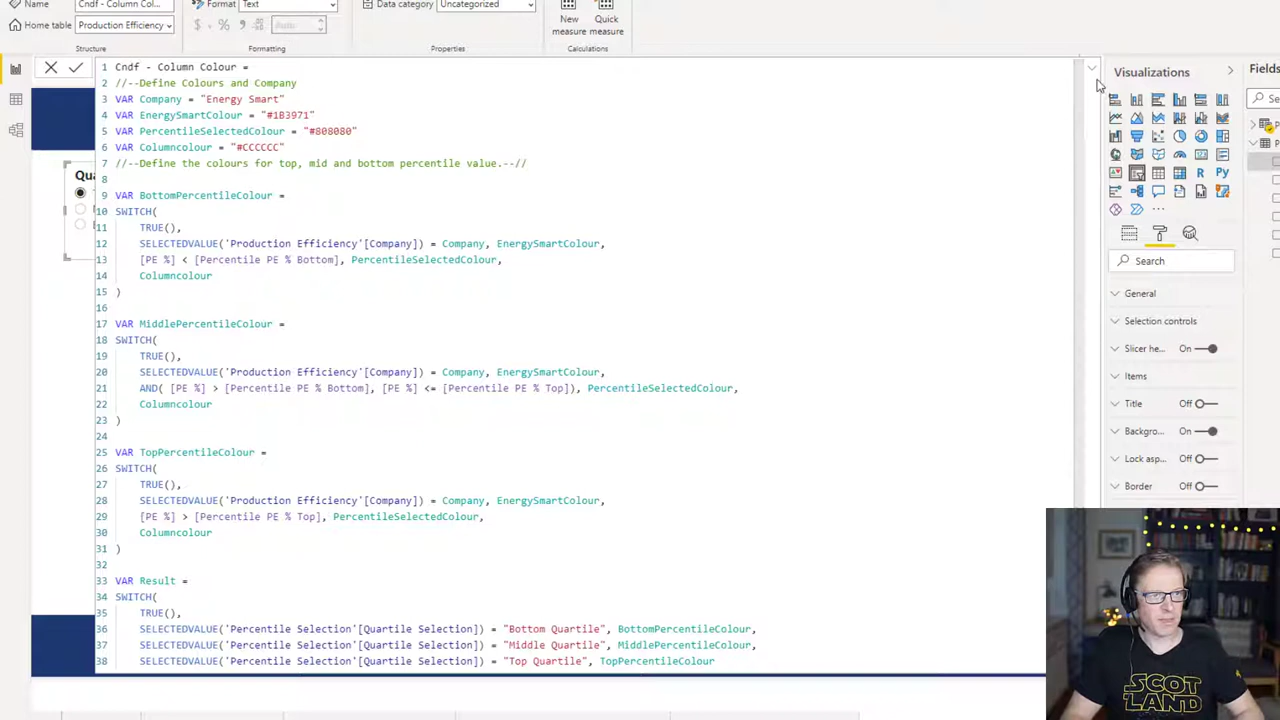 Name Cndf - Column Col...
Format Text
Data category Uncategorized
Home table Production Efficiency
$ % Auto
New measure
Quick measure
Structure Formatting Properties Calculations
1 Cndf - Column Colour =
2 //--Define Colours and Company
3 VAR Company = "Energy Smart"
4 VAR EnergySmartColour = "#1B3971"
5 VAR PercentileSelectedColour = "#808080"
6 VAR Columncolour = "#CCCCCC"
7 //--Define the colours for top, mid and bottom percentile value.--//
8
9 VAR BottomPercentileColour =
10 SWITCH(
11 TRUE(),
12 SELECTEDVALUE('Production Efficiency'[Company]) = Company, EnergySmartColour,
13 [PE %] < [Percentile PE % Bottom], PercentileSelectedColour,
14 Columncolour
15 )
16
17 VAR MiddlePercentileColour =
18 SWITCH(
19 TRUE(),
20 SELECTEDVALUE('Production Efficiency'[Company]) = Company, EnergySmartColour,
21 AND( [PE %] > [Percentile PE % Bottom], [PE %] <= [Percentile PE % Top]), PercentileSelectedColour,
22 Columncolour
23 )
24
25 VAR TopPercentileColour =
26 SWITCH(
27 TRUE(),
28 SELECTEDVALUE('Production Efficiency'[Company]) = Company, EnergySmartColour,
29 [PE %] > [Percentile PE % Top], PercentileSelectedColour,
30 Columncolour
31 )
32
33 VAR Result =
34 SWITCH(
35 TRUE(),
36 SELECTEDVALUE('Percentile Selection'[Quartile Selection]) = "Bottom Quartile", BottomPercentileColour,
37 SELECTEDVALUE('Percentile Selection'[Quartile Selection]) = "Middle Quartile", MiddlePercentileColour,
38 SELECTEDVALUE('Percentile Selection'[Quartile Selection]) = "Top Quartile", TopPercentileColour
Qua
Visualizations
R Py
Search
General
Selection controls
Slicer he... On
Items
Title Off
Backgro... On
Lock asp... Off
Border Off
Fields
Se
SCOT
LAND